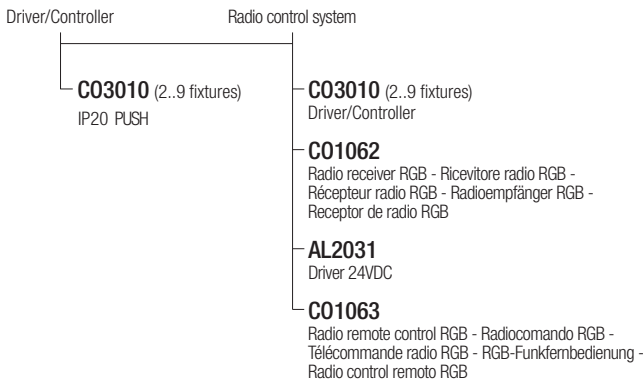 Driver/Controller
Radio control system
CO3010 (2..9 fixtures)
IP20 PUSH
CO3010 (2..9 fixtures)
Driver/Controller
CO1062
Radio receiver RGB - Ricevitore radio RGB -
Récepteur radio RGB - Radioempfänger RGB -
Receptor de radio RGB
AL2031
Driver 24VDC
CO1063
Radio remote control RGB - Radiocomando RGB -
Télécommande radio RGB - RGB-Funkfernbedienung -
Radio control remoto RGB